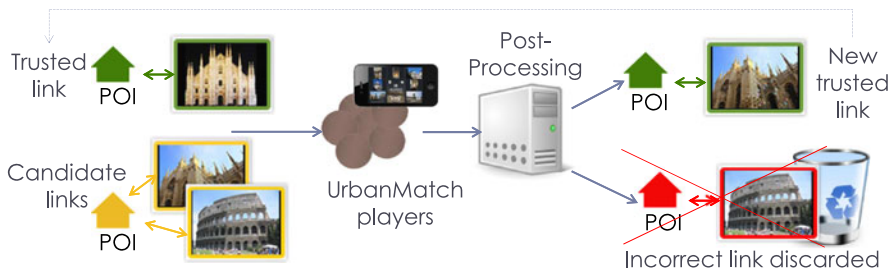 Trusted
link
POI
Candidate
links
POI
UrbanMatch
players
Post-
Processing
POI
New
trusted
link
POI
Incorrect link discarded